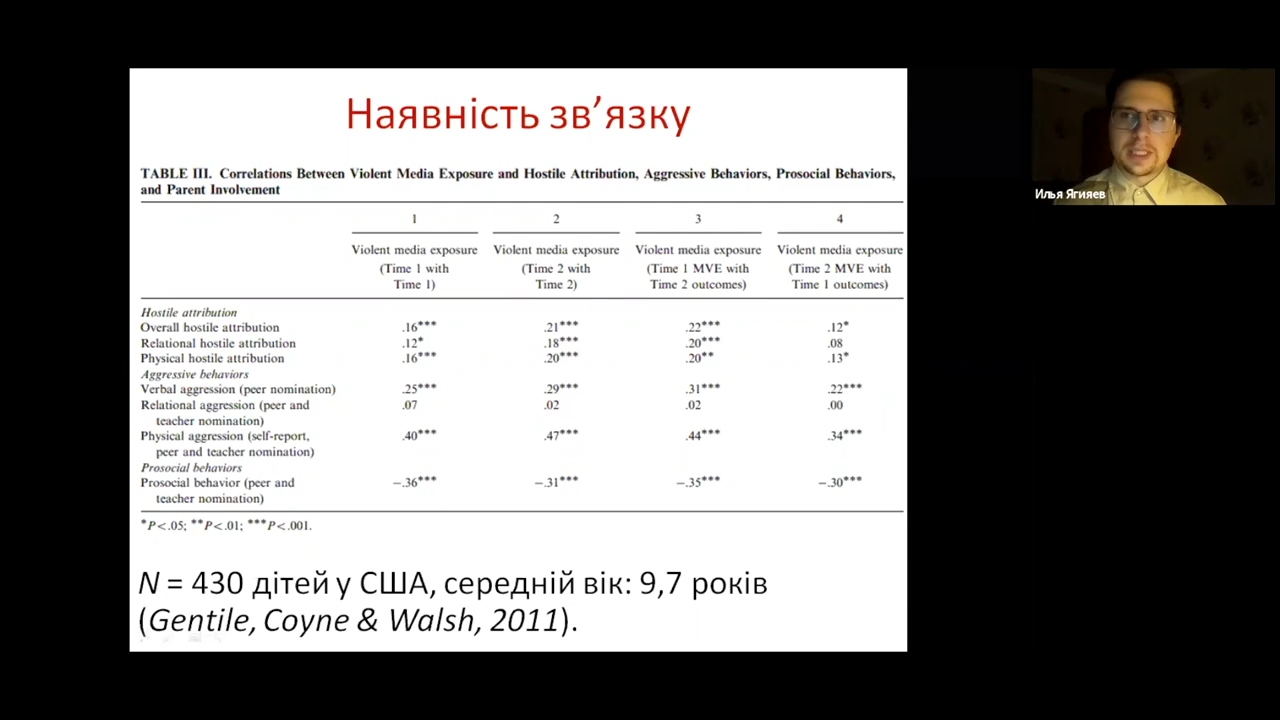 Наявність зв’язку
TABLE III. Correlations Between Violent Media Exposure and Hostile Attribution, Aggressive Behaviors, Prosocial Behaviors,
and Parent Involvement
1 2 3 4
Violent media exposure Violent media exposure Violent media exposure Violent media exposure
(Time 1 with (Time 2 with (Time 1 MVE with (Time 2 MVE with
Time 1) Time 2) Time 2 outcomes) Time 1 outcomes)
Hostile attribution
Overall hostile attribution .16*** .21*** .22*** .12*
Relational hostile attribution .12* .18*** .20*** .08
Physical hostile attribution .16*** .20*** .20** .13*
Aggressive behaviors
Verbal aggression (peer nomination) .25*** .29*** .31*** .22***
Relational aggression (peer and .07 .02 .02 .00
teacher nomination)
Physical aggression (self-report, .40*** .47*** .44*** .34***
peer and teacher nomination)
Prosocial behaviors
Prosocial behavior (peer and −.36*** −.31*** −.35*** −.30***
teacher nomination)
*P<.05; **P<.01; ***P<.001.
N = 430 дітей у США, середній вік: 9,7 років
(Gentile, Coyne & Walsh, 2011).
Илья Ягияев